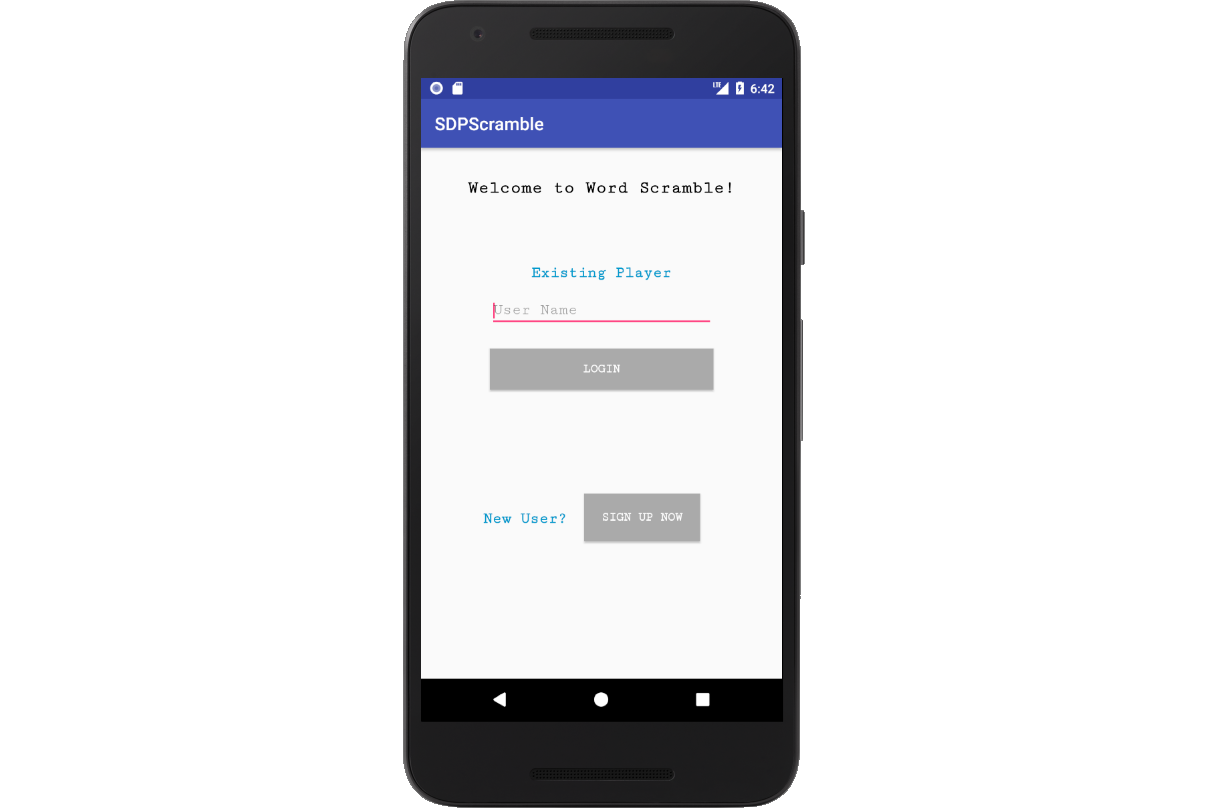 LTE 6:42
SDPScramble
Welcome to Word Scramble!
Existing Player
User Name
LOGIN
New User? SIGN UP NOW